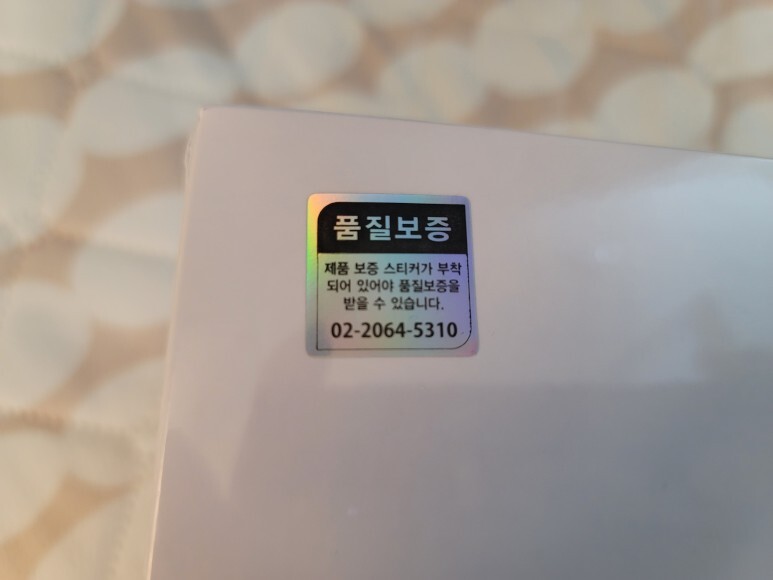 품질보증
제품 보증 스티커가 부착
되어 있어야 품질보증을
받을 수 있습니다.
02-2064-5310